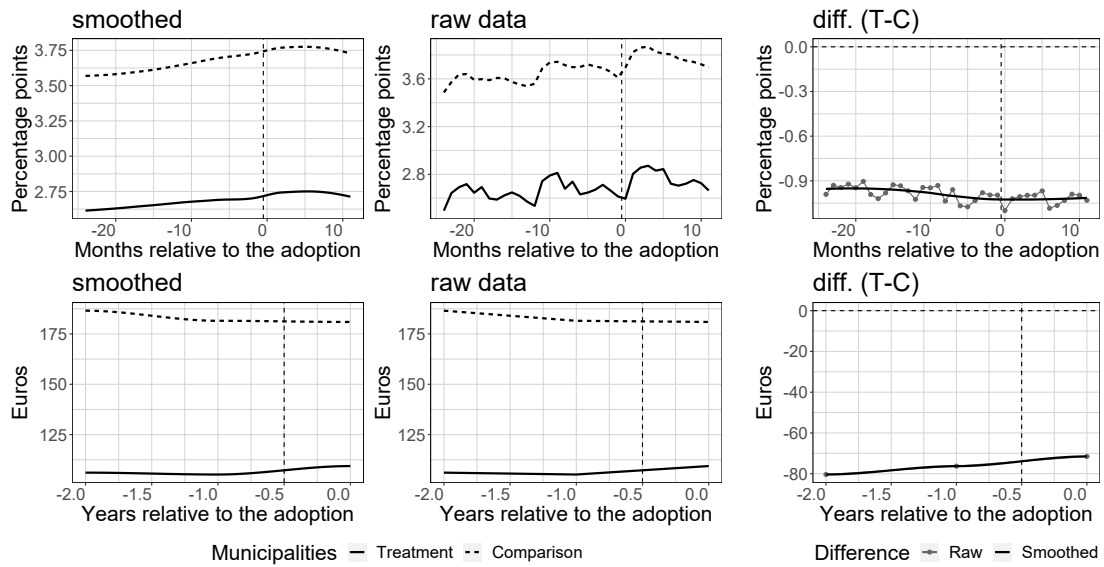 smoothed
raw data
diff. (T-C)
Percentage points
3.75
3.50
3.25
3.00
2.75
-20
-10
0
10
Months relative to the adoption
Percentage points
3.6
3.2
2.8
-20
-10
0
10
Months relative to the adoption
Percentage points
0.0
-0.3
-0.6
-0.9
-20
-10
0
10
Months relative to the adoption
smoothed
raw data
diff. (T-C)
Euros
175
150
125
-2.0
-1.5
-1.0
-0.5
0.0
Years relative to the adoption
Euros
175
150
125
-2.0
-1.5
-1.0
-0.5
0.0
Years relative to the adoption
Euros
0
-20
-40
-60
-80
-2.0
-1.5
-1.0
-0.5
0.0
Years relative to the adoption
Municipalities Treatment Comparison
Difference Raw Smoothed